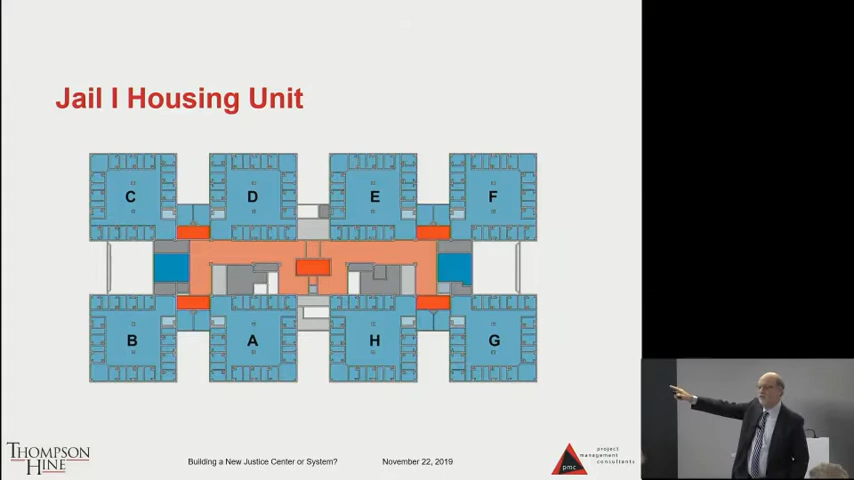 Jail I Housing Unit
C
D
E
F
B
A
H
G
THOMPSON
HINE
Building a New Justice Center or System?
November 22, 2019
pmc
project
management
consultants